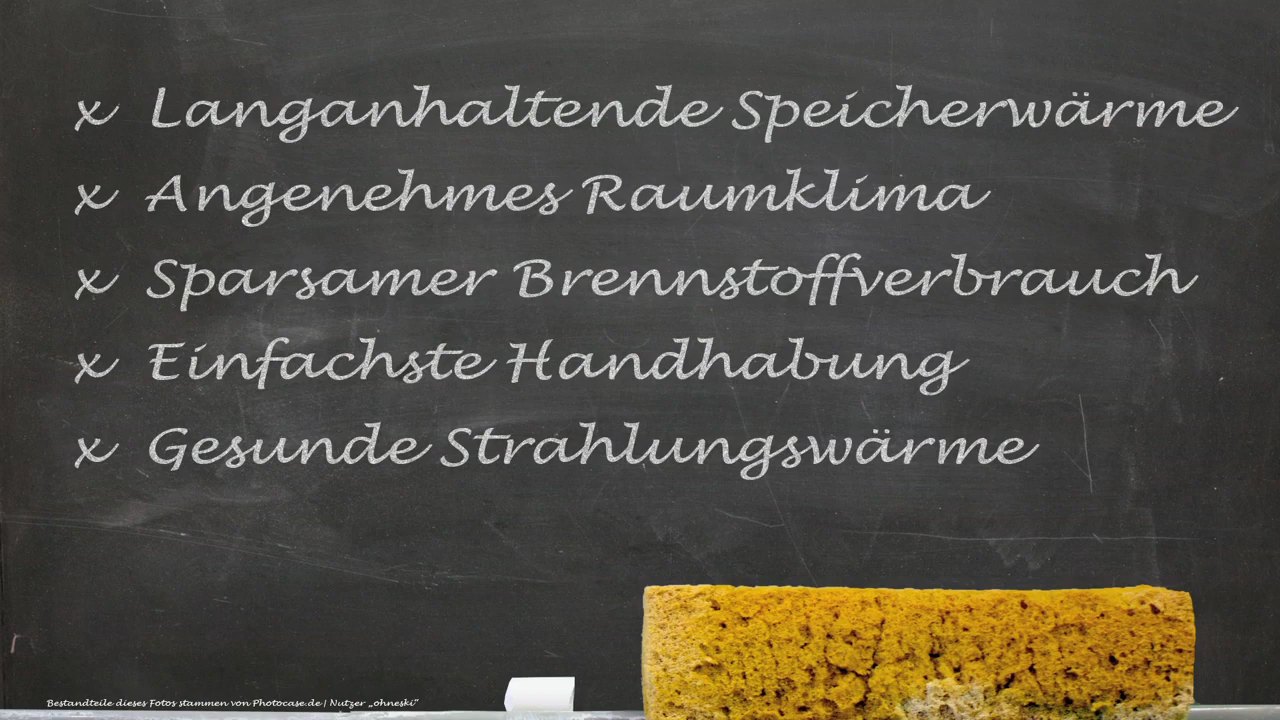 x Langanhaltende Speicherwärme
x Angenehmes Raumklima
x Sparsamer Brennstoffverbrauch
x Einfachste Handhabung
x Gesunde Strahlungswärme
Bestandteile dieses Fotos stammen von Photocase.de | Nutzer „ohneski“